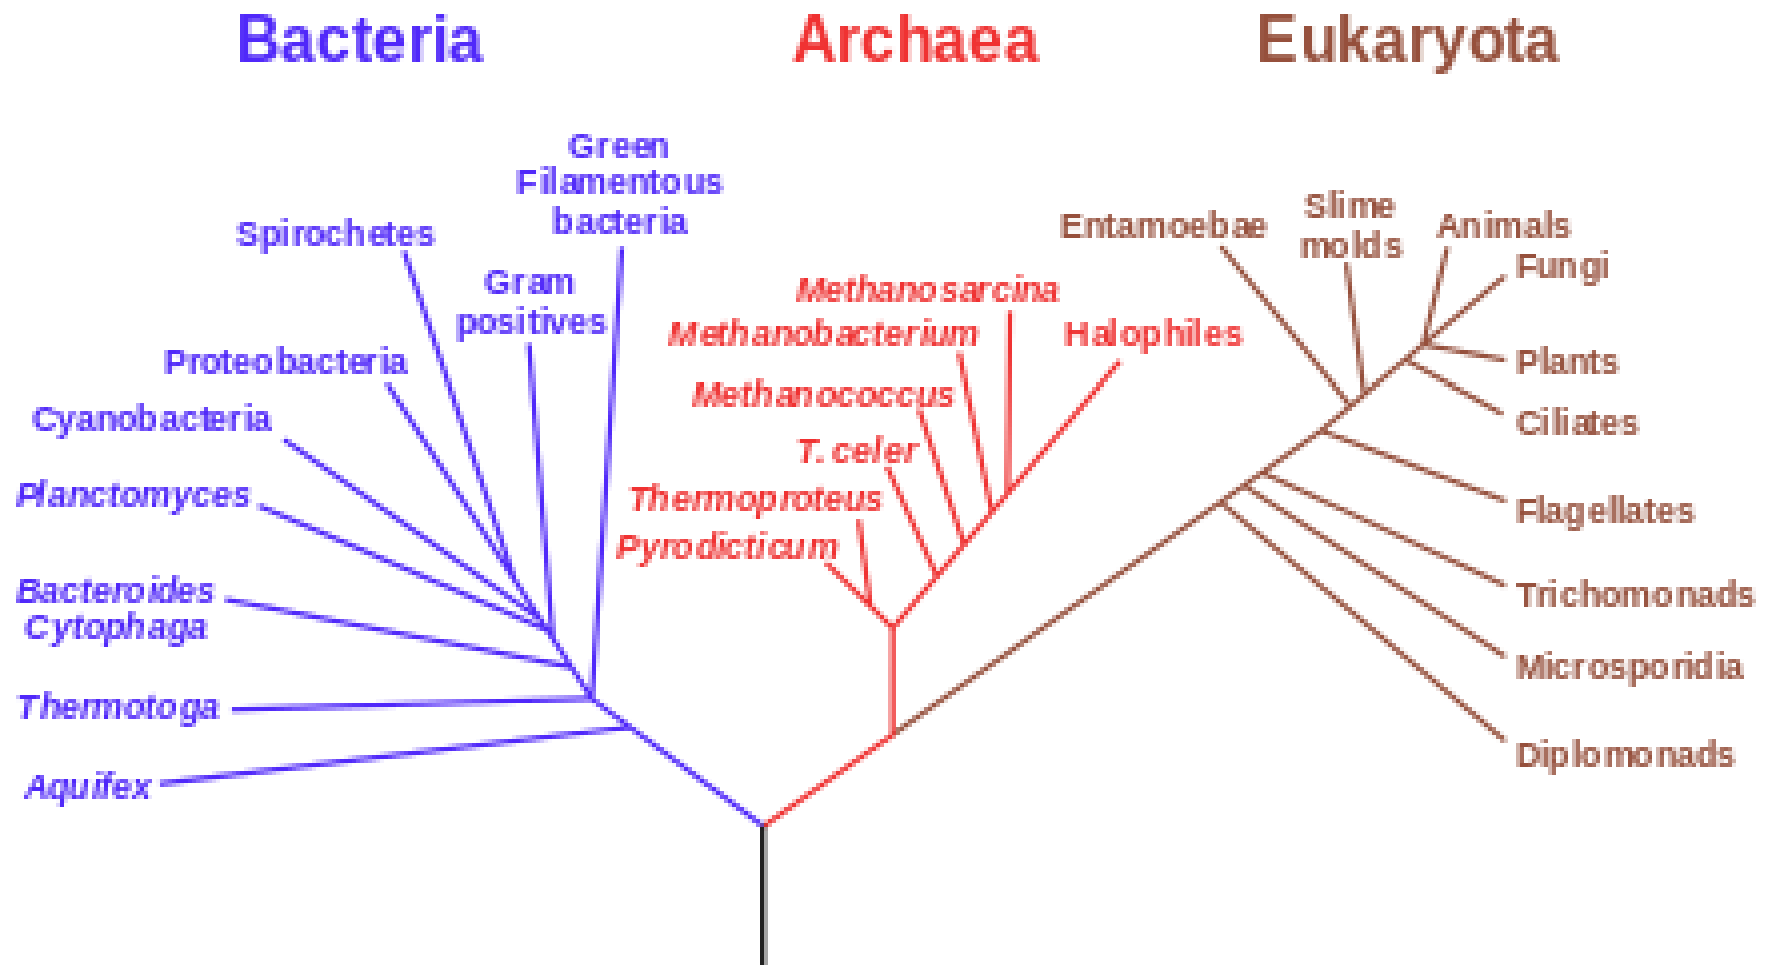 Bacteria
Archaea
Eukaryota
Green
Filamentous
bacteria
Spirochetes
Gram
positives
Proteobacteria
Cyanobacteria
Planctomyces
Bacteroides
Cytophaga
Thermotoga
Aquifex
Methanosarcina
Methanobacterium
Halophiles
Methanococcus
T. celer
Thermoproteus
Pyrodicticum
Entamoebae
Slime
molds
Animals
Fungi
Plants
Ciliates
Flagellates
Trichomonads
Microsporidia
Diplomonads